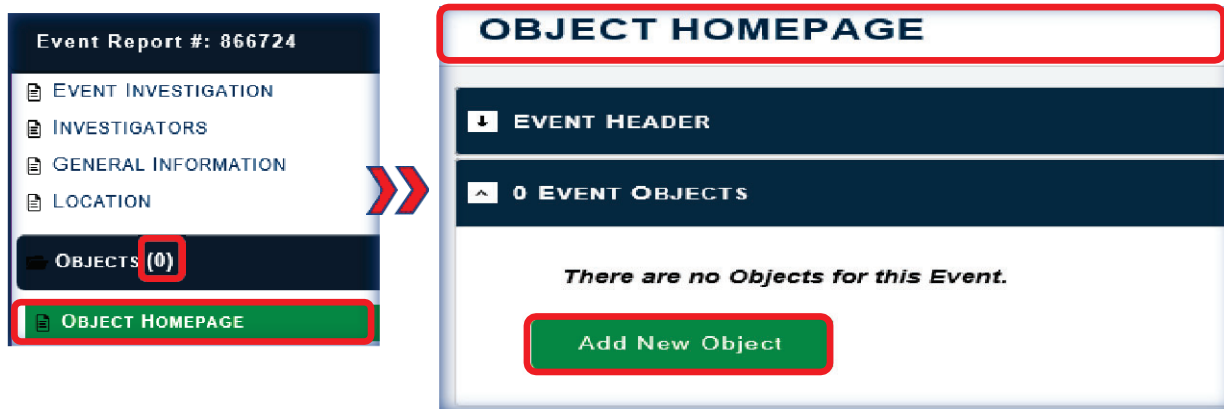 Event Report #: 866724
EVENT INVESTIGATION
INVESTIGATORS
GENERAL INFORMATION
LOCATION
OBJECTS (0)
OBJECT HOMEPAGE
OBJECT HOMEPAGE
EVENT HEADER
0 EVENT OBJECTS
There are no Objects for this Event.
Add New Object